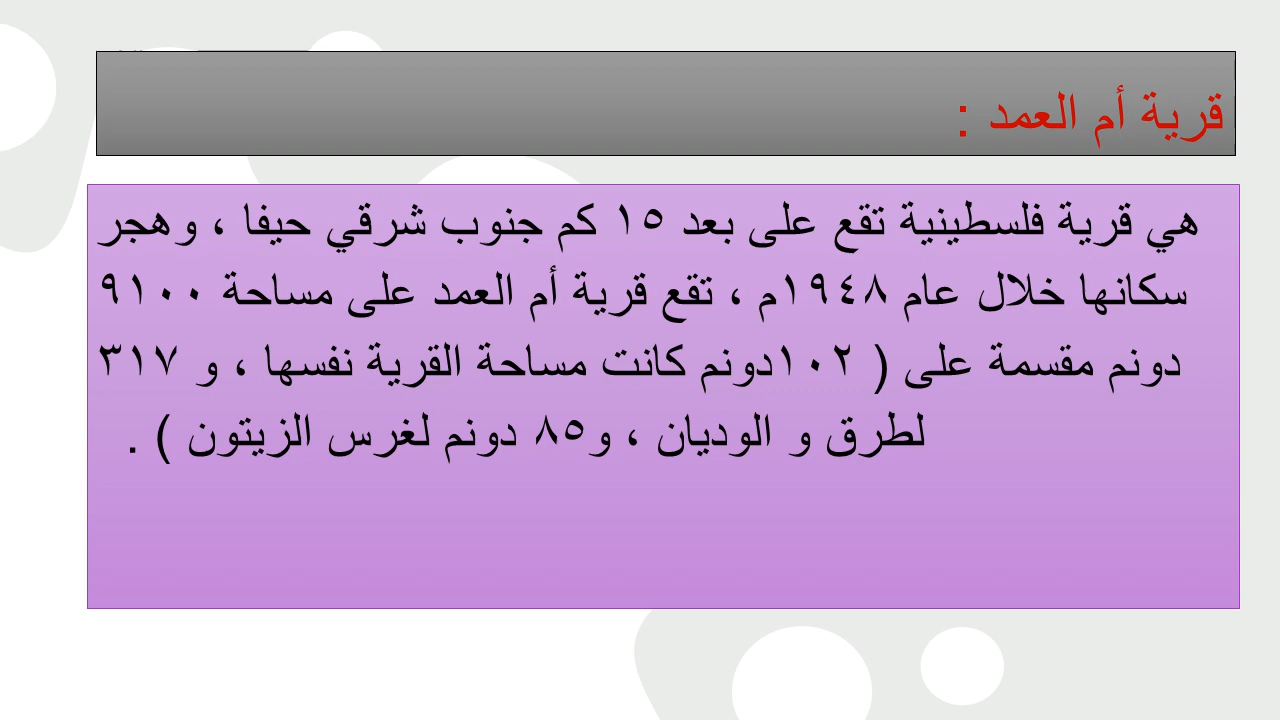 قرية أم العمد :
هي قرية فلسطينية تقع على بعد ١٥ كم جنوب شرقي حيفا ، وهجر
سكانها خلال عام ١٩٤٨م ، تقع قرية أم العمد على مساحة ٩١٠٠
دونم مقسمة على ( ١٠٢دونم كانت مساحة القرية نفسها ، و ٣١٧
لطرق و الوديان ، و٨٥ دونم لغرس الزيتون ) .